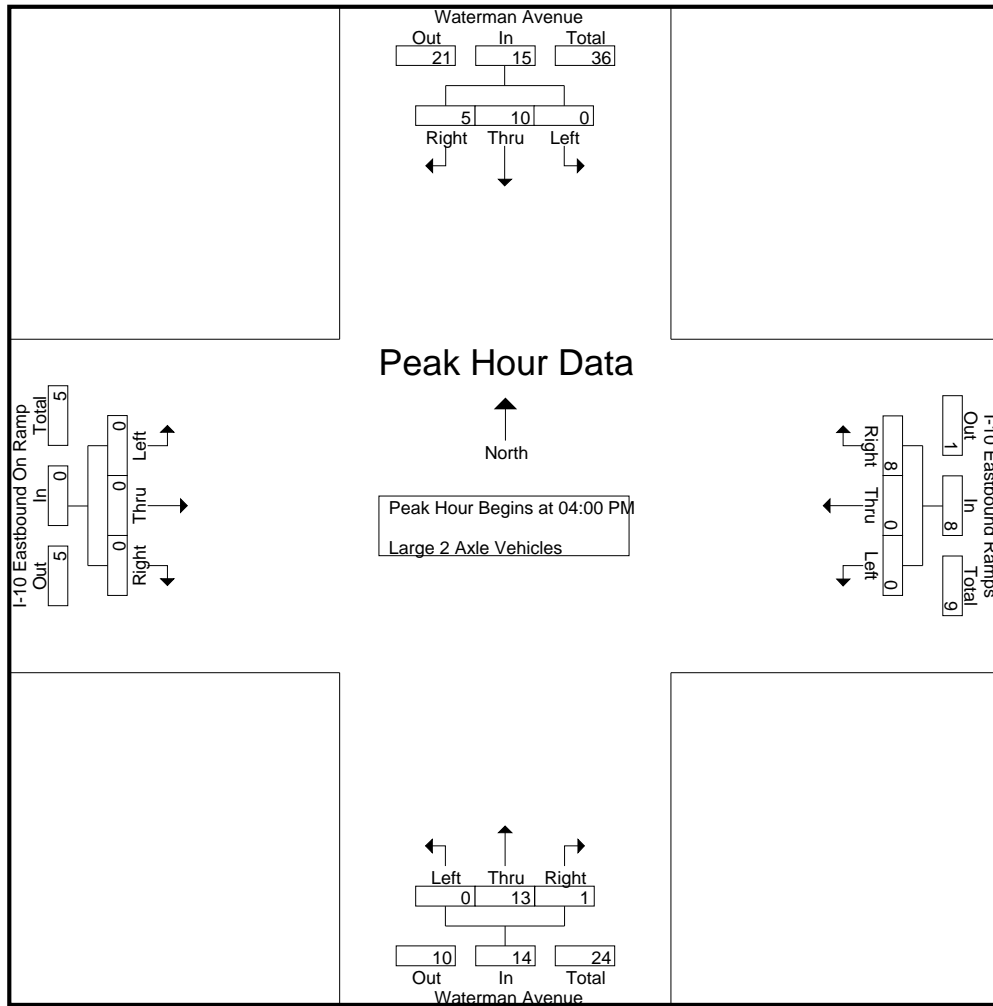 Waterman Avenue
Out In Total
21 15 36
5 10 0
Right Thru Left
Peak Hour Data
North
Peak Hour Begins at 04:00 PM
Large 2 Axle Vehicles
I-10 Eastbound On Ramp
Out In Total
5 0 5
Right Thru Left
0 0 0
I-10 Eastbound Ramps
Out In Total
1 8 9
Right Thru Left
8 0 0
Left Thru Right
0 13 1
10 14 24
Out In Total
Waterman Avenue